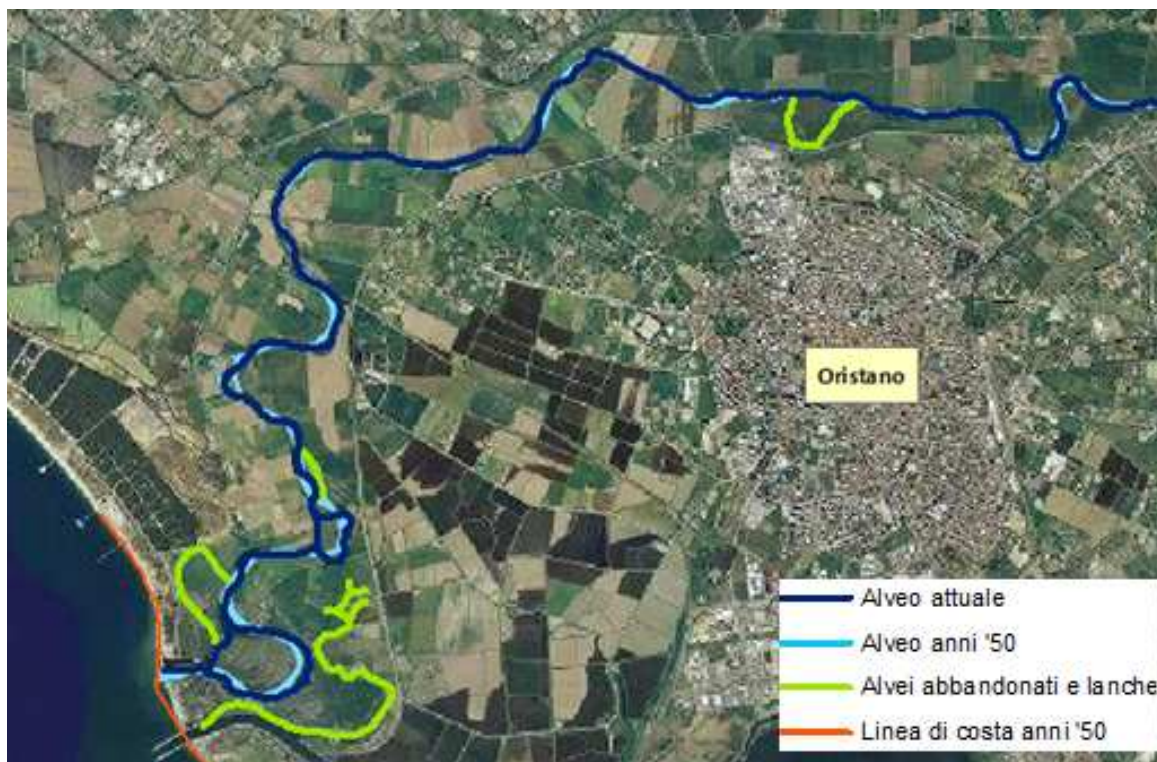 Oristano
Alveo attuale
Alveo anni '50
Alvei abbandonati e lanche
Linea di costa anni '50